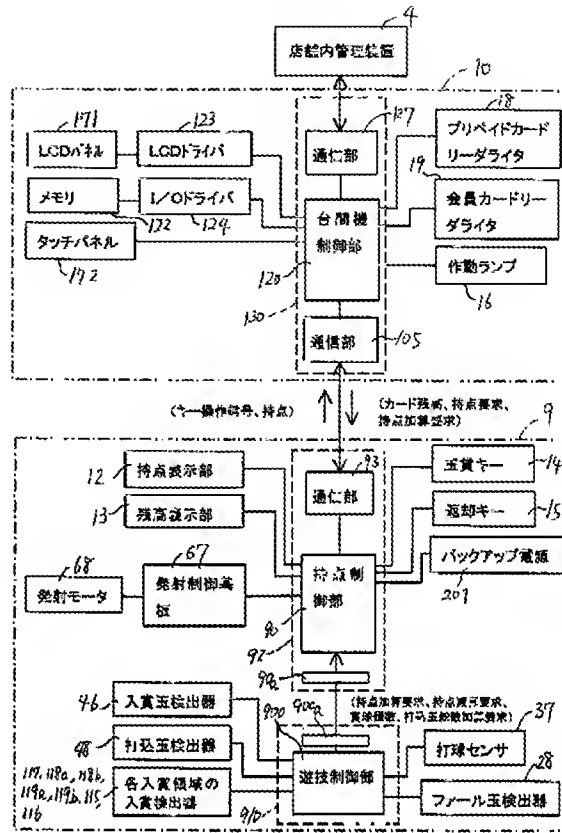 4
店舗内管理装置
10
171
LCDパネル
123
LCDドライバ
127
通信部
18
プリペイドカード
リーダライタ
メモリ
122
I/Oドライバ
124
台間機
制御部
120
19
会員カードリー
ダライタ
タッチパネル
172
作動ランプ
16
130
通信部
105
(キー操作信号、持点)
(カード残高、持点要求、
持点加算要求)
9
12
持点表示部
93
通信部
玉貸キー
14
13
残高表示部
返却キー
15
68
発射モータ
67
発射制御基
板
持点制
御部
90
92
バックアップ電源
201
90a
(持点加算要求、持点減算要求、
賞球個数、打込玉個数加算要求)
46
入賞玉検出器
900
900a
37
打球センサ
48
打込玉検出器
遊技制御部
117, 118a, 118b,
119a, 119b, 115,
116
各入賞領域の
入賞検出器
910
ファール玉検出器
28